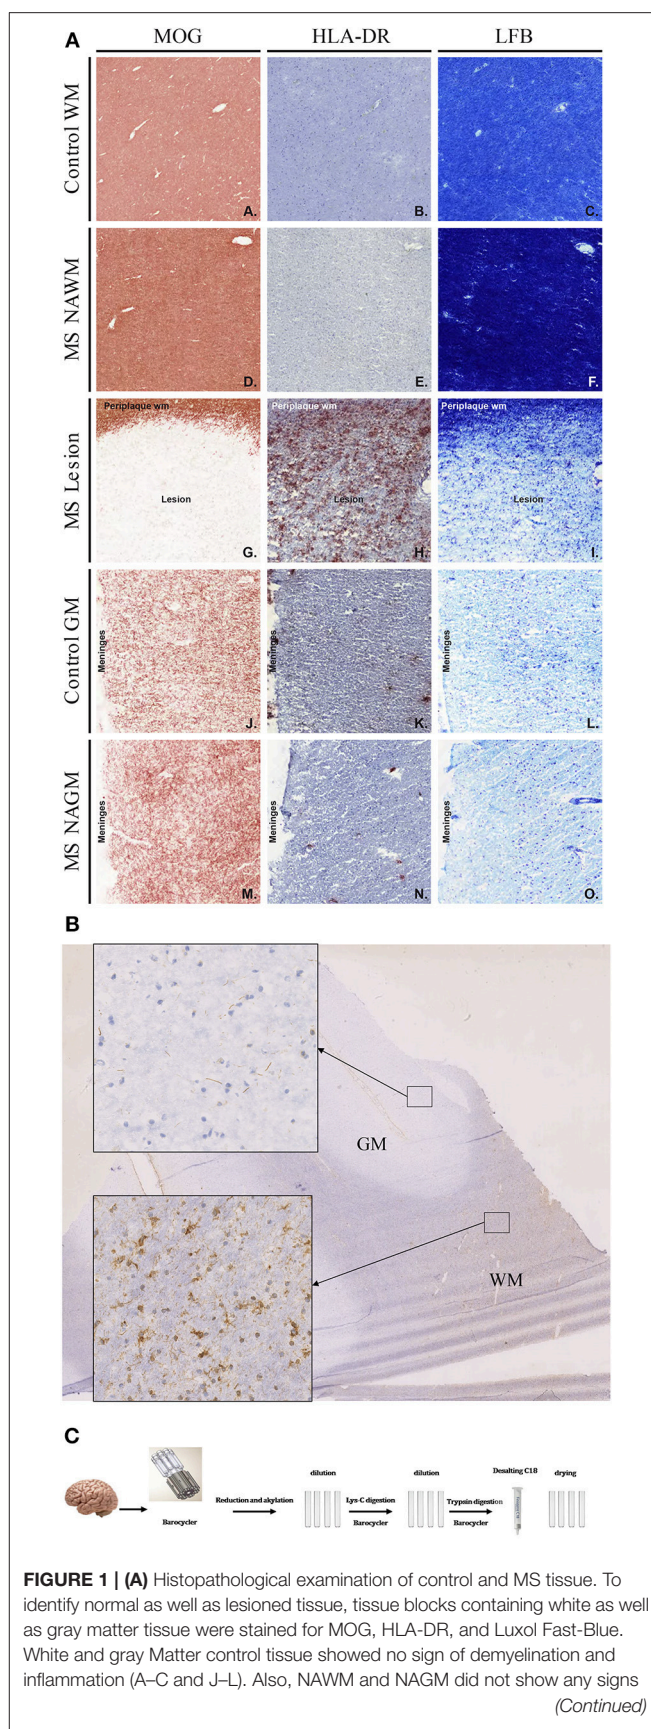 A
MOG HLA-DR LFB
Control WM
A. B. C.
MS NAWM
D. E. F.
MS Lesion
Periplaque wm Periplaque wm Periplaque wm
Lesion Lesion Lesion
G. H. I.
Control GM
Meninges Meninges Meninges
J. K. L.
MS NAGM
Meninges Meninges Meninges
M. N. O.
B
GM
WM
C
dilution dilution Desalting C18 drying
Reduction and akylation Lys-C digestion Trypsin digestion
Barocycler Barocycler Barocycler
FIGURE 1 | (A) Histopathological examination of control and MS tissue. To
identify normal as well as lesioned tissue, tissue blocks containing white as well
as gray matter tissue were stained for MOG, HLA-DR, and Luxol Fast-Blue.
White and gray Matter control tissue showed no sign of demyelination and
inflammation (A–C and J–L). Also, NAWM and NAGM did not show any signs
(Continued)